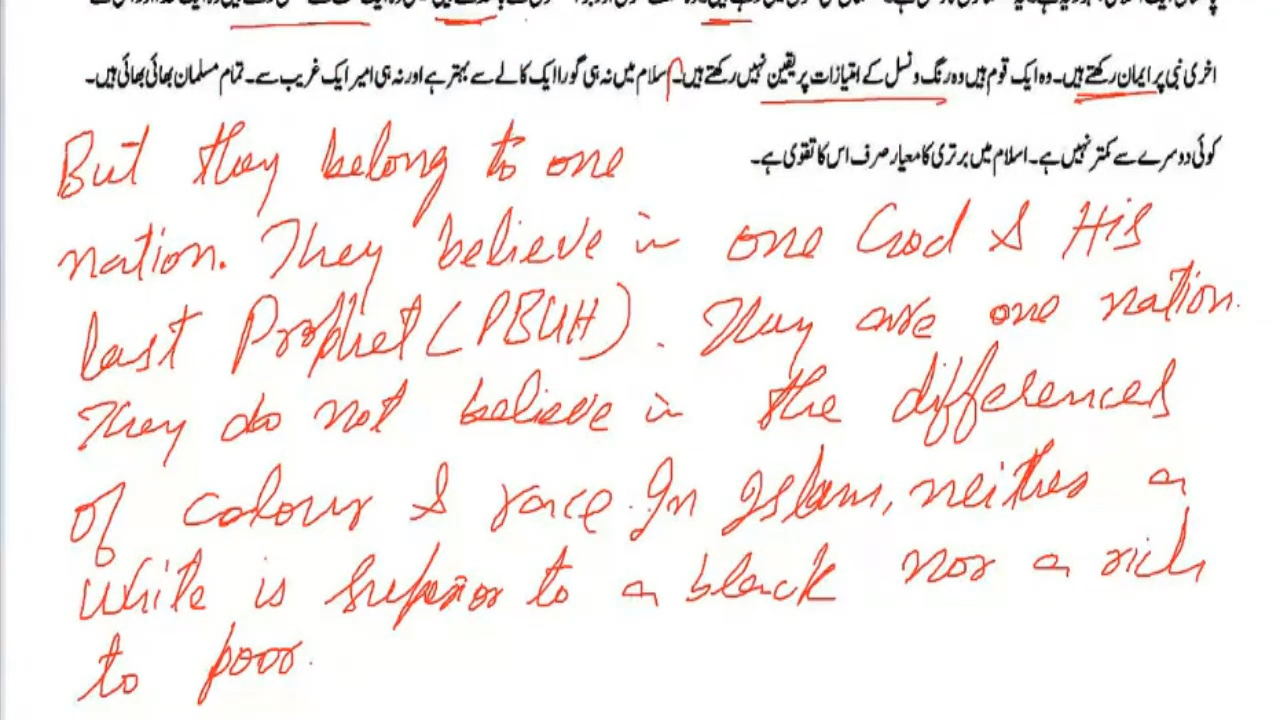 اخری نبی پر ایمان رکھتے ہیں۔ وہ ایک قوم ہیں وہ رنگ و نسل کے امتیازات پر یقین نہیں رکھتے ہیں۔ اسلام میں نہ ہی گورا ایک کالے سے بہتر ہے اور نہ ہی امیر ایک غریب سے۔ تمام مسلمان بھائی بھائی ہیں۔
کوئی دوسرے سے کمتر نہیں ہے۔ اسلام میں برتری کا معیار صرف اس کا تقوی ہے۔
But they belong to one
nation. They believe in one God & His
last Prophet (PBUH). They are one nation.
They do not believe in the differences
of colour & race. In Islam, neither a
white is superior to a black nor a rich
to poor.